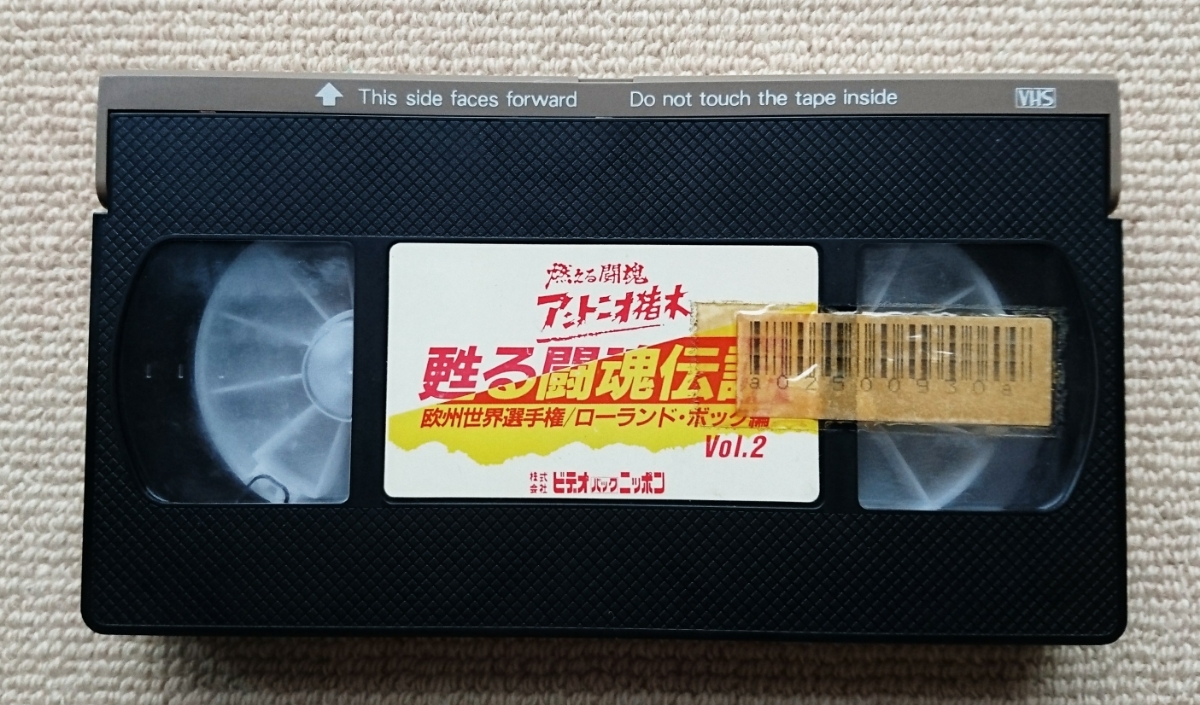 This side faces forward Do not touch the tape inside VHS
燃える闘魂
アントニオ猪木
甦る闘魂伝説
欧州世界選手権/ローランド・ボック編
a02500930a
Vol.2
株式会社 ビデオパックニッポン